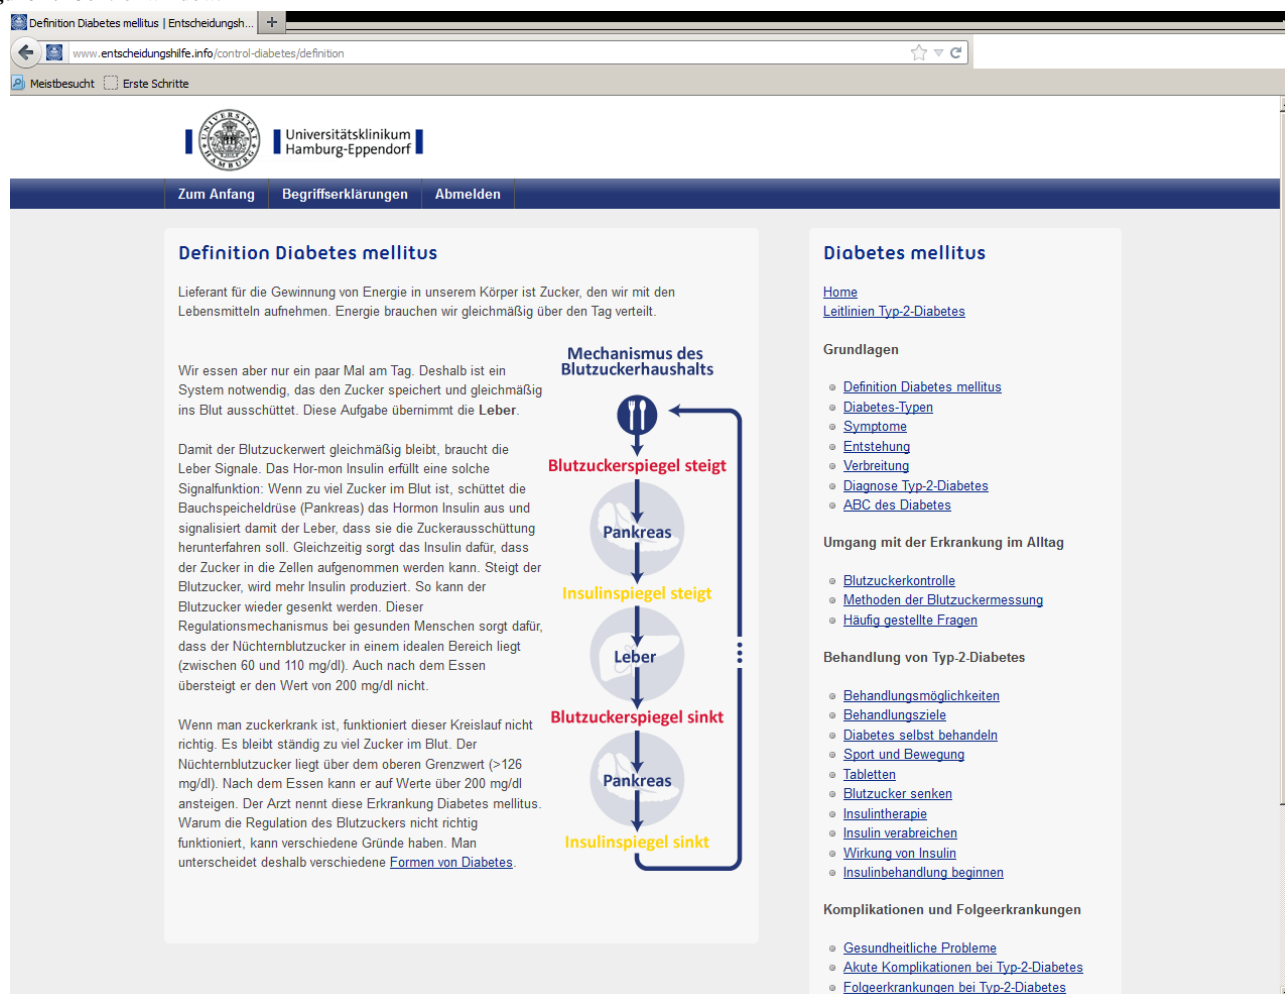 Definition Diabetes mellitus | Entscheidungsh...
www.entscheidungshilfe.info/control-diabetes/definition
Meistbesucht Erste Schritte
UNIVERSITÄT HAMBURG
Universitätsklinikum
Hamburg-Eppendorf
Zum Anfang Begriffserklärungen Abmelden
Definition Diabetes mellitus
Lieferant für die Gewinnung von Energie in unserem Körper ist Zucker, den wir mit den
Lebensmitteln aufnehmen. Energie brauchen wir gleichmäßig über den Tag verteilt.
Wir essen aber nur ein paar Mal am Tag. Deshalb ist ein
System notwendig, das den Zucker speichert und gleichmäßig
ins Blut ausschüttet. Diese Aufgabe übernimmt die Leber.
Damit der Blutzuckerwert gleichmäßig bleibt, braucht die
Leber Signale. Das Hor-mon Insulin erfüllt eine solche
Signalfunktion: Wenn zu viel Zucker im Blut ist, schüttet die
Bauchspeicheldrüse (Pankreas) das Hormon Insulin aus und
signalisiert damit der Leber, dass sie die Zuckerausschüttung
herunterfahren soll. Gleichzeitig sorgt das Insulin dafür, dass
der Zucker in die Zellen aufgenommen werden kann. Steigt der
Blutzucker, wird mehr Insulin produziert. So kann der
Blutzucker wieder gesenkt werden. Dieser
Regulationsmechanismus bei gesunden Menschen sorgt dafür,
dass der Nüchternblutzucker in einem idealen Bereich liegt
(zwischen 60 und 110 mg/dl). Auch nach dem Essen
übersteigt er den Wert von 200 mg/dl nicht.
Wenn man zuckerkrank ist, funktioniert dieser Kreislauf nicht
richtig. Es bleibt ständig zu viel Zucker im Blut. Der
Nüchternblutzucker liegt über dem oberen Grenzwert (>126
mg/dl). Nach dem Essen kann er auf Werte über 200 mg/dl
ansteigen. Der Arzt nennt diese Erkrankung Diabetes mellitus.
Warum die Regulation des Blutzuckers nicht richtig
funktioniert, kann verschiedene Gründe haben. Man
unterscheidet deshalb verschiedene Formen von Diabetes.
Mechanismus des
Blutzuckerhaushalts
Blutzuckerspiegel steigt
Pankreas
Insulinspiegel steigt
Leber
Blutzuckerspiegel sinkt
Pankreas
Insulinspiegel sinkt
Diabetes mellitus
Home
Leitlinien Typ-2-Diabetes
Grundlagen
Definition Diabetes mellitus
Diabetes-Typen
Symptome
Entstehung
Verbreitung
Diagnose Typ-2-Diabetes
ABC des Diabetes
Umgang mit der Erkrankung im Alltag
Blutzuckerkontrolle
Methoden der Blutzuckermessung
Häufig gestellte Fragen
Behandlung von Typ-2-Diabetes
Behandlungsmöglichkeiten
Behandlungsziele
Diabetes selbst behandeln
Sport und Bewegung
Tabletten
Blutzucker senken
Insulintherapie
Insulin verabreichen
Wirkung von Insulin
Insulinbehandlung beginnen
Komplikationen und Folgeerkrankungen
Gesundheitliche Probleme
Akute Komplikationen bei Typ-2-Diabetes
Folgeerkrankungen bei Typ-2-Diabetes